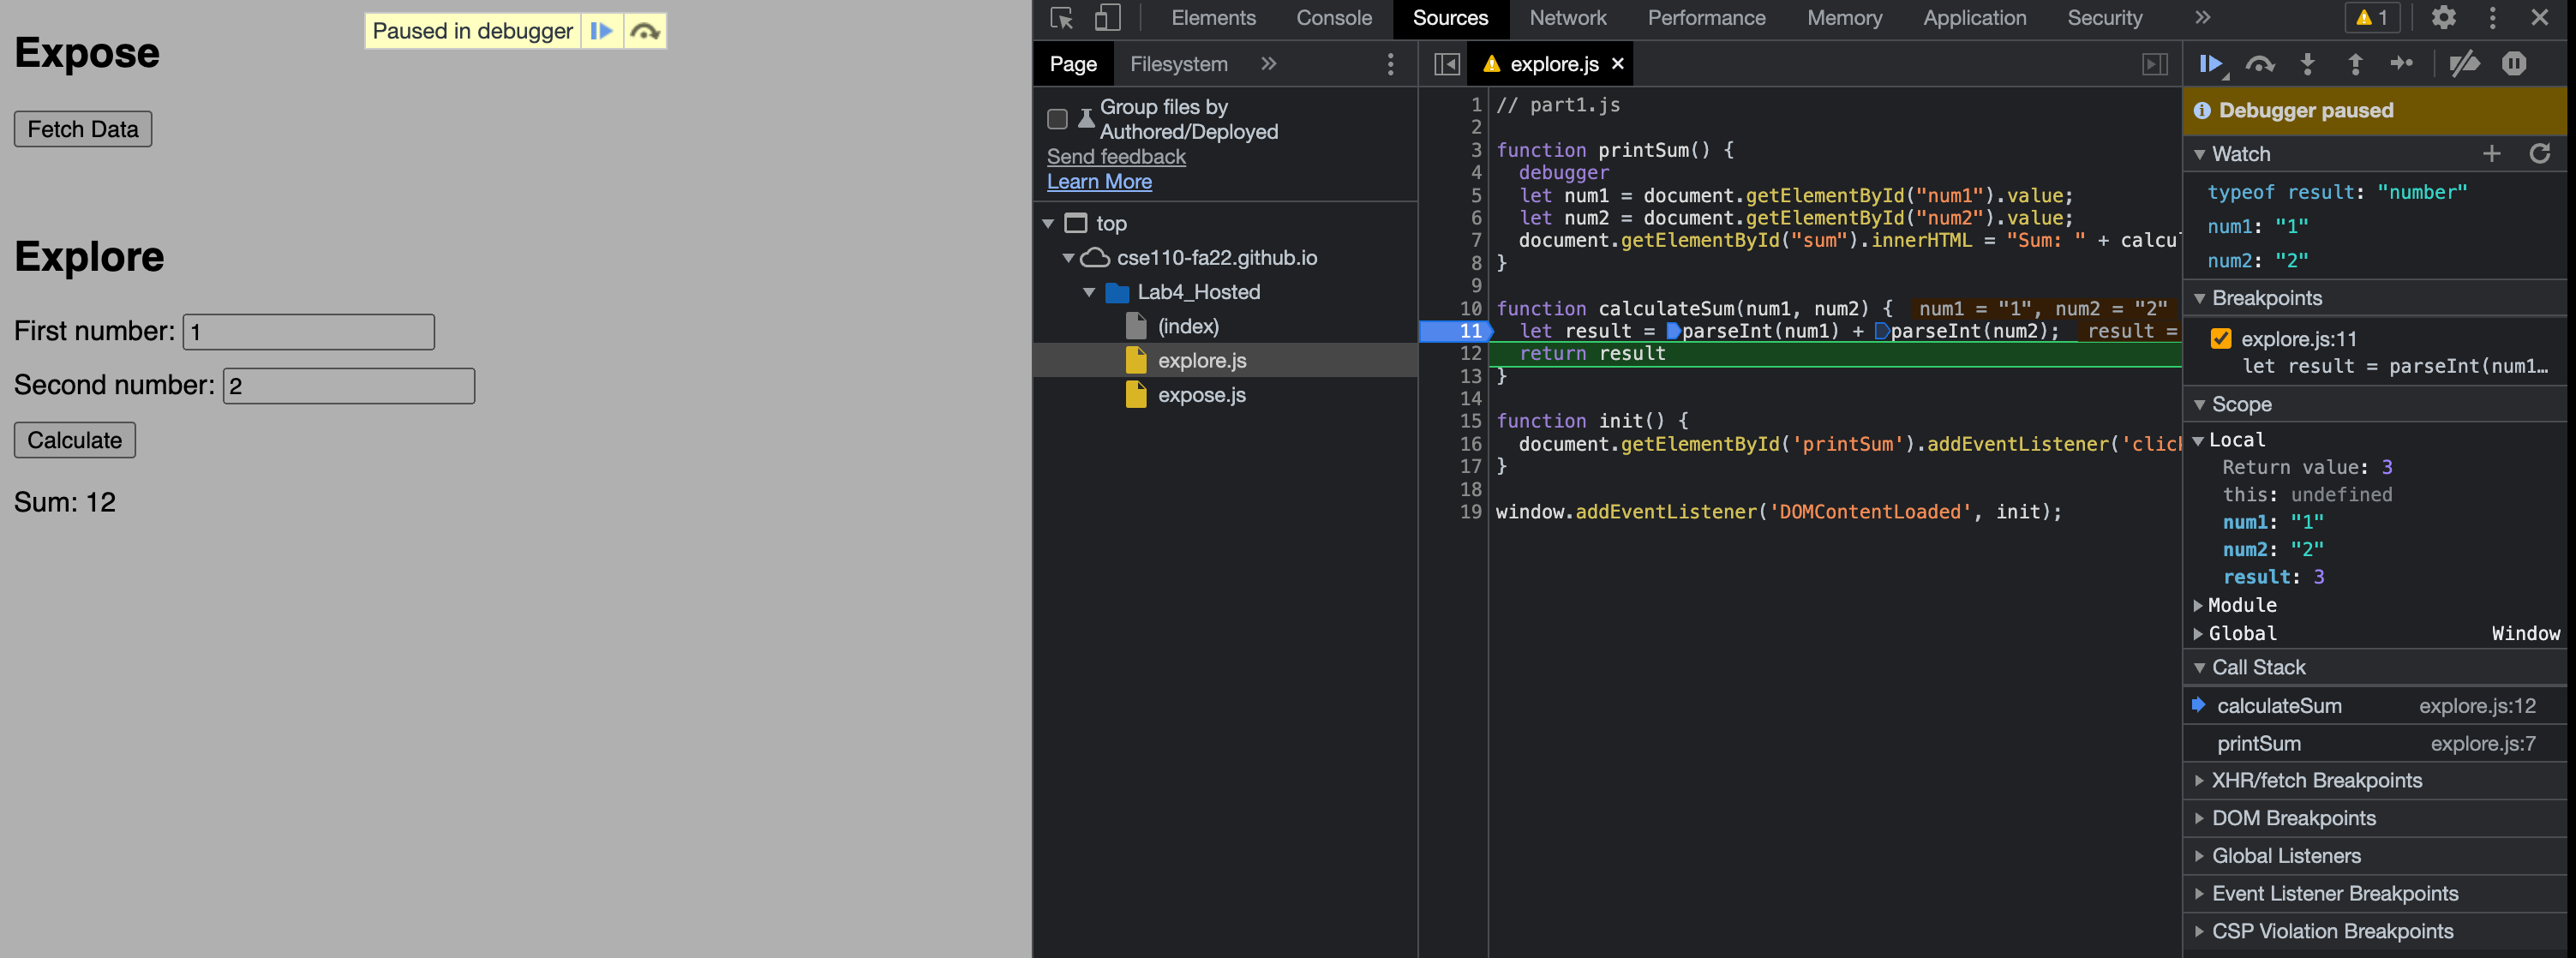 Expose
Paused in debugger
Fetch Data
Explore
First number: 1
Second number: 2
Calculate
Sum: 12
Elements Console Sources Network Performance Memory Application Security 1
Page Filesystem
Group files by
Authored/Deployed
Send feedback
Learn More
top
cse110-fa22.github.io
Lab4_Hosted
(index)
explore.js
expose.js
explore.js
1 // part1.js
2
3 function printSum() {
4 debugger
5 let num1 = document.getElementById("num1").value;
6 let num2 = document.getElementById("num2").value;
7 document.getElementById("sum").innerHTML = "Sum: " + calcu
8 }
9
10 function calculateSum(num1, num2) { num1 = "1", num2 = "2"
11 let result = parseInt(num1) + parseInt(num2); result =
12 return result
13 }
14
15 function init() {
16 document.getElementById('printSum').addEventListener('clic
17 }
18
19 window.addEventListener('DOMContentLoaded', init);
Debugger paused
Watch
typeof result: "number"
num1: "1"
num2: "2"
Breakpoints
explore.js:11
let result = parseInt(num1…
Scope
Local
Return value: 3
this: undefined
num1: "1"
num2: "2"
result: 3
Module
Global Window
Call Stack
calculateSum explore.js:12
printSum explore.js:7
XHR/fetch Breakpoints
DOM Breakpoints
Global Listeners
Event Listener Breakpoints
CSP Violation Breakpoints